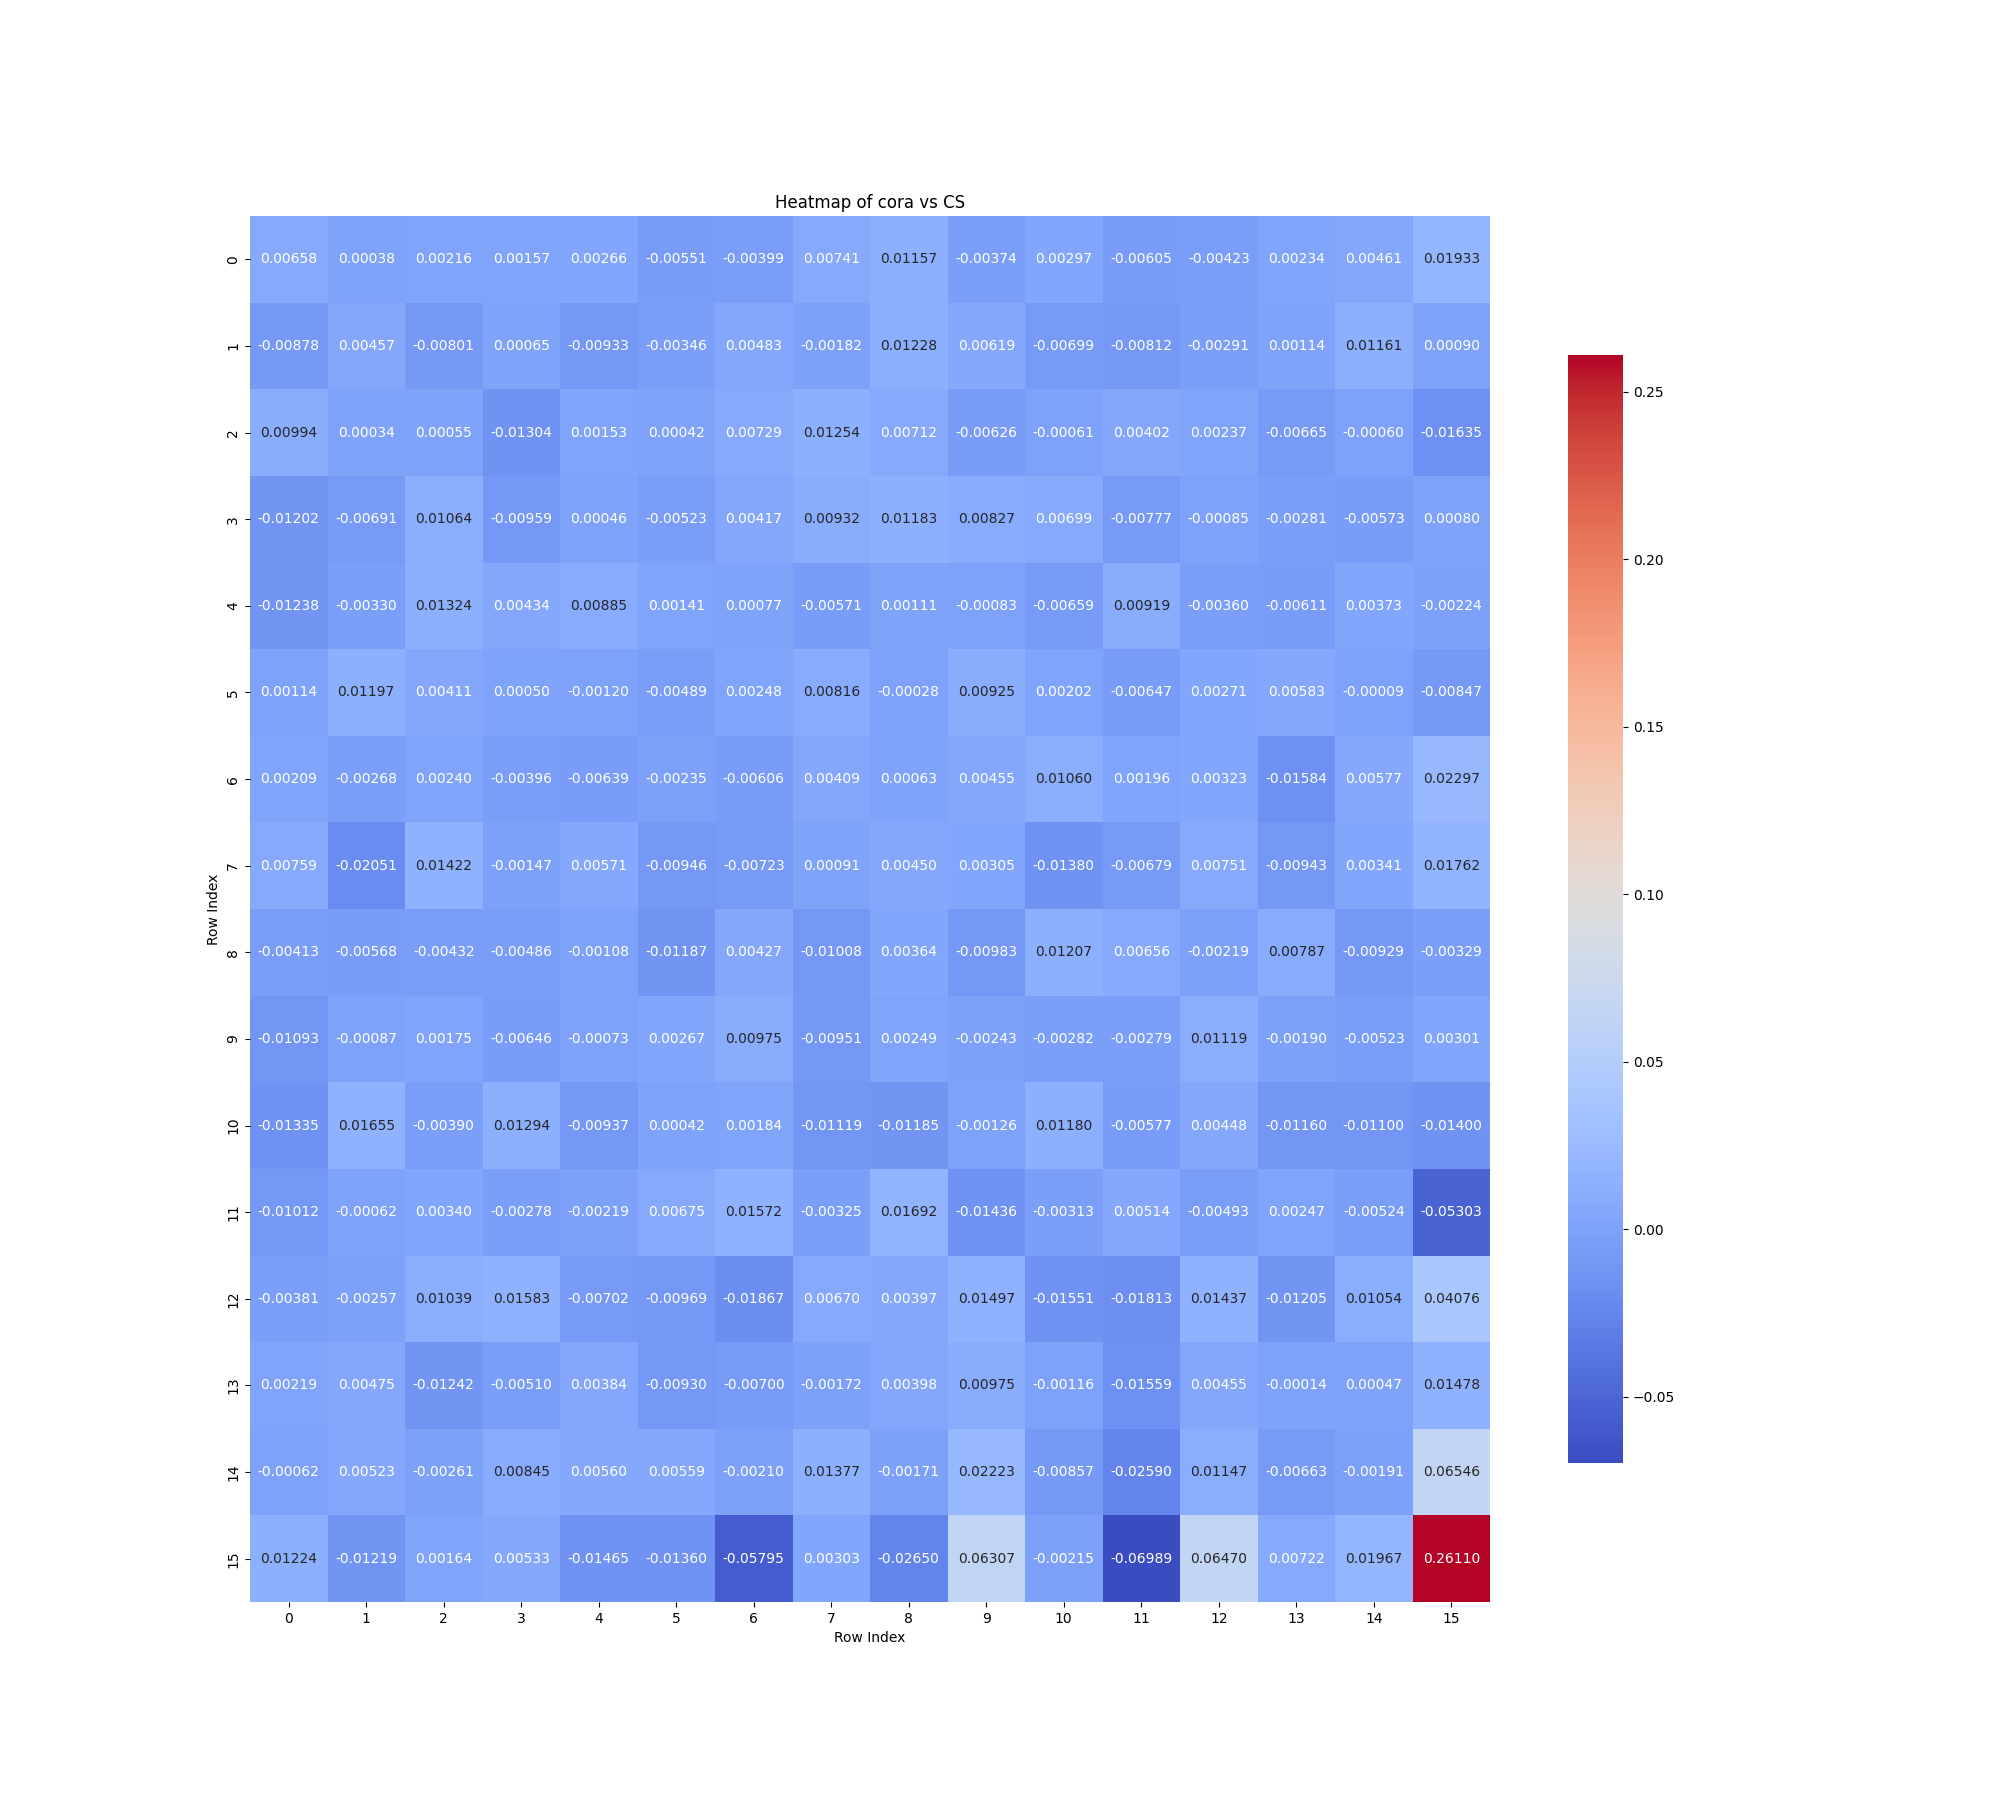 Heatmap of cora vs CS
0 0.00658 0.00038 0.00216 0.00157 0.00266 -0.00551 -0.00399 0.00741 0.01157 -0.00374 0.00297 -0.00605 -0.00423 0.00234 0.00461 0.01933
1 -0.00878 0.00457 -0.00801 0.00065 -0.00933 -0.00346 0.00483 -0.00182 0.01228 0.00619 -0.00699 -0.00812 -0.00291 0.00114 0.01161 0.00090
2 0.00994 0.00034 0.00055 -0.01304 0.00153 0.00042 0.00729 0.01254 0.00712 -0.00626 -0.00061 0.00402 0.00237 -0.00665 -0.00060 -0.01635
3 -0.01202 -0.00691 0.01064 -0.00959 0.00046 -0.00523 0.00417 0.00932 0.01183 0.00827 0.00699 -0.00777 -0.00085 -0.00281 -0.00573 0.00080
4 -0.01238 -0.00330 0.01324 0.00434 0.00885 0.00141 0.00077 -0.00571 0.00111 -0.00083 -0.00659 0.00919 -0.00360 -0.00611 0.00373 -0.00224
5 0.00114 0.01197 0.00411 0.00050 -0.00120 -0.00489 0.00248 0.00816 -0.00028 0.00925 0.00202 -0.00647 0.00271 0.00583 -0.00009 -0.00847
6 0.00209 -0.00268 0.00240 -0.00396 -0.00639 -0.00235 -0.00606 0.00409 0.00063 0.00455 0.01060 0.00196 0.00323 -0.01584 0.00577 0.02297
7 0.00759 -0.02051 0.01422 -0.00147 0.00571 -0.00946 -0.00723 0.00091 0.00450 0.00305 -0.01380 -0.00679 0.00751 -0.00943 0.00341 0.01762
Row Index
8 -0.00413 -0.00568 -0.00432 -0.00486 -0.00108 -0.01187 0.00427 -0.01008 0.00364 -0.00983 0.01207 0.00656 -0.00219 0.00787 -0.00929 -0.00329
9 -0.01093 -0.00087 0.00175 -0.00646 -0.00073 0.00267 0.00975 -0.00951 0.00249 -0.00243 -0.00282 -0.00279 0.01119 -0.00190 -0.00523 0.00301
10 -0.01335 0.01655 -0.00390 0.01294 -0.00937 0.00042 0.00184 -0.01119 -0.01185 -0.00126 0.01180 -0.00577 0.00448 -0.01160 -0.01100 -0.01400
11 -0.01012 -0.00062 0.00340 -0.00278 -0.00219 0.00675 0.01572 -0.00325 0.01692 -0.01436 -0.00313 0.00514 -0.00493 0.00247 -0.00524 -0.05303
12 -0.00381 -0.00257 0.01039 0.01583 -0.00702 -0.00969 -0.01867 0.00670 0.00397 0.01497 -0.01551 -0.01813 0.01437 -0.01205 0.01054 0.04076
13 0.00219 0.00475 -0.01242 -0.00510 0.00384 -0.00930 -0.00700 -0.00172 0.00398 0.00975 -0.00116 -0.01559 0.00455 -0.00014 0.00047 0.01478
14 -0.00062 0.00523 -0.00261 0.00845 0.00560 0.00559 -0.00210 0.01377 -0.00171 0.02223 -0.00857 -0.02590 0.01147 -0.00663 -0.00191 0.06546
15 0.01224 -0.01219 0.00164 0.00533 -0.01465 -0.01360 -0.05795 0.00303 -0.02650 0.06307 -0.00215 -0.06989 0.06470 0.00722 0.01967 0.26110
0 1 2 3 4 5 6 7 8 9 10 11 12 13 14 15
Row Index
0.25
0.20
0.15
0.10
0.05
0.00
−0.05